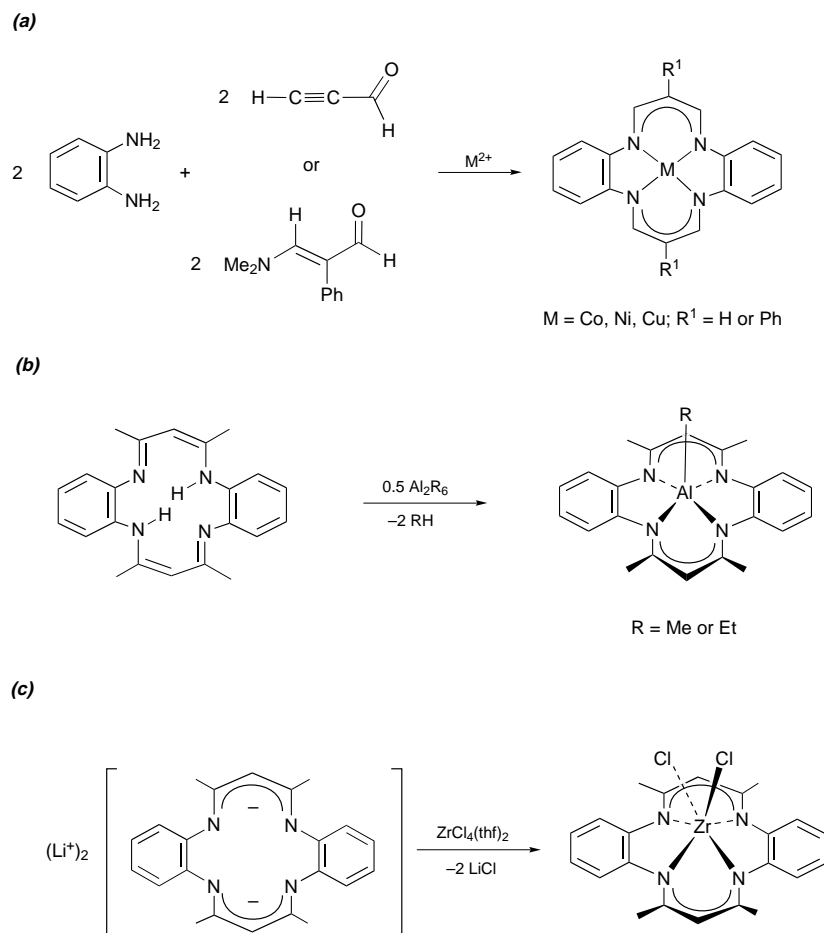 (a)
2
NH₂
NH₂
+
2 H C C O H
or
2 Me₂N H O H Ph
M²⁺
R¹
N N
M
N N
R¹
M = Co, Ni, Cu; R¹ = H or Ph
(b)
N H N
H
N N
0.5 Al₂R₆
–2 RH
R
N N
Al
N N
R = Me or Et
(c)
(Li⁺)₂
–
N N
N N
–
ZrCl₄(thf)₂
–2 LiCl
Cl Cl
N N
Zr
N N